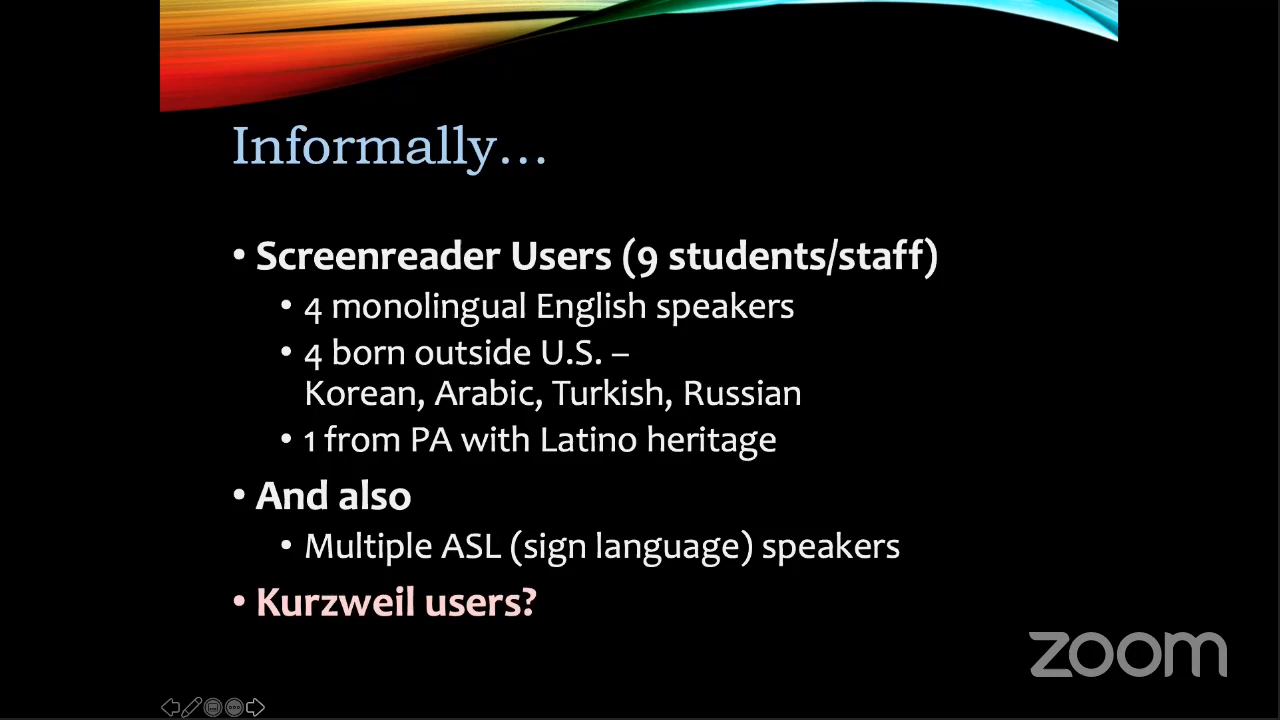 Informally...
• Screenreader Users (9 students/staff)
• 4 monolingual English speakers
• 4 born outside U.S. –
Korean, Arabic, Turkish, Russian
• 1 from PA with Latino heritage
• And also
• Multiple ASL (sign language) speakers
• Kurzweil users?
zoom